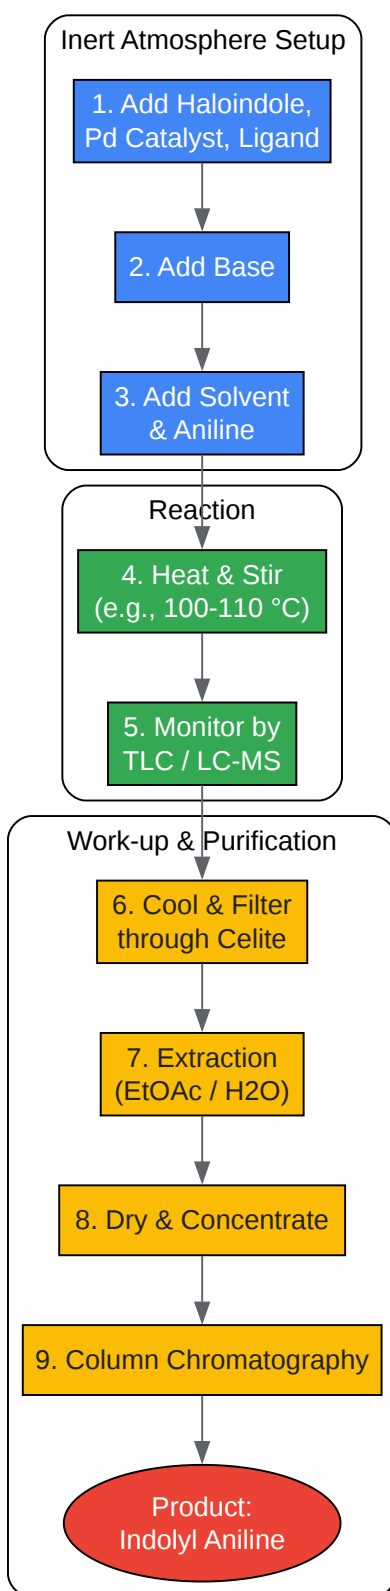 Inert Atmosphere Setup
1. Add Haloindole,
Pd Catalyst, Ligand
2. Add Base
3. Add Solvent
& Aniline
Reaction
4. Heat & Stir
(e.g., 100-110 °C)
5. Monitor by
TLC / LC-MS
Work-up & Purification
6. Cool & Filter
through Celite
7. Extraction
(EtOAc / H2O)
8. Dry & Concentrate
9. Column Chromatography
Product:
Indolyl Aniline